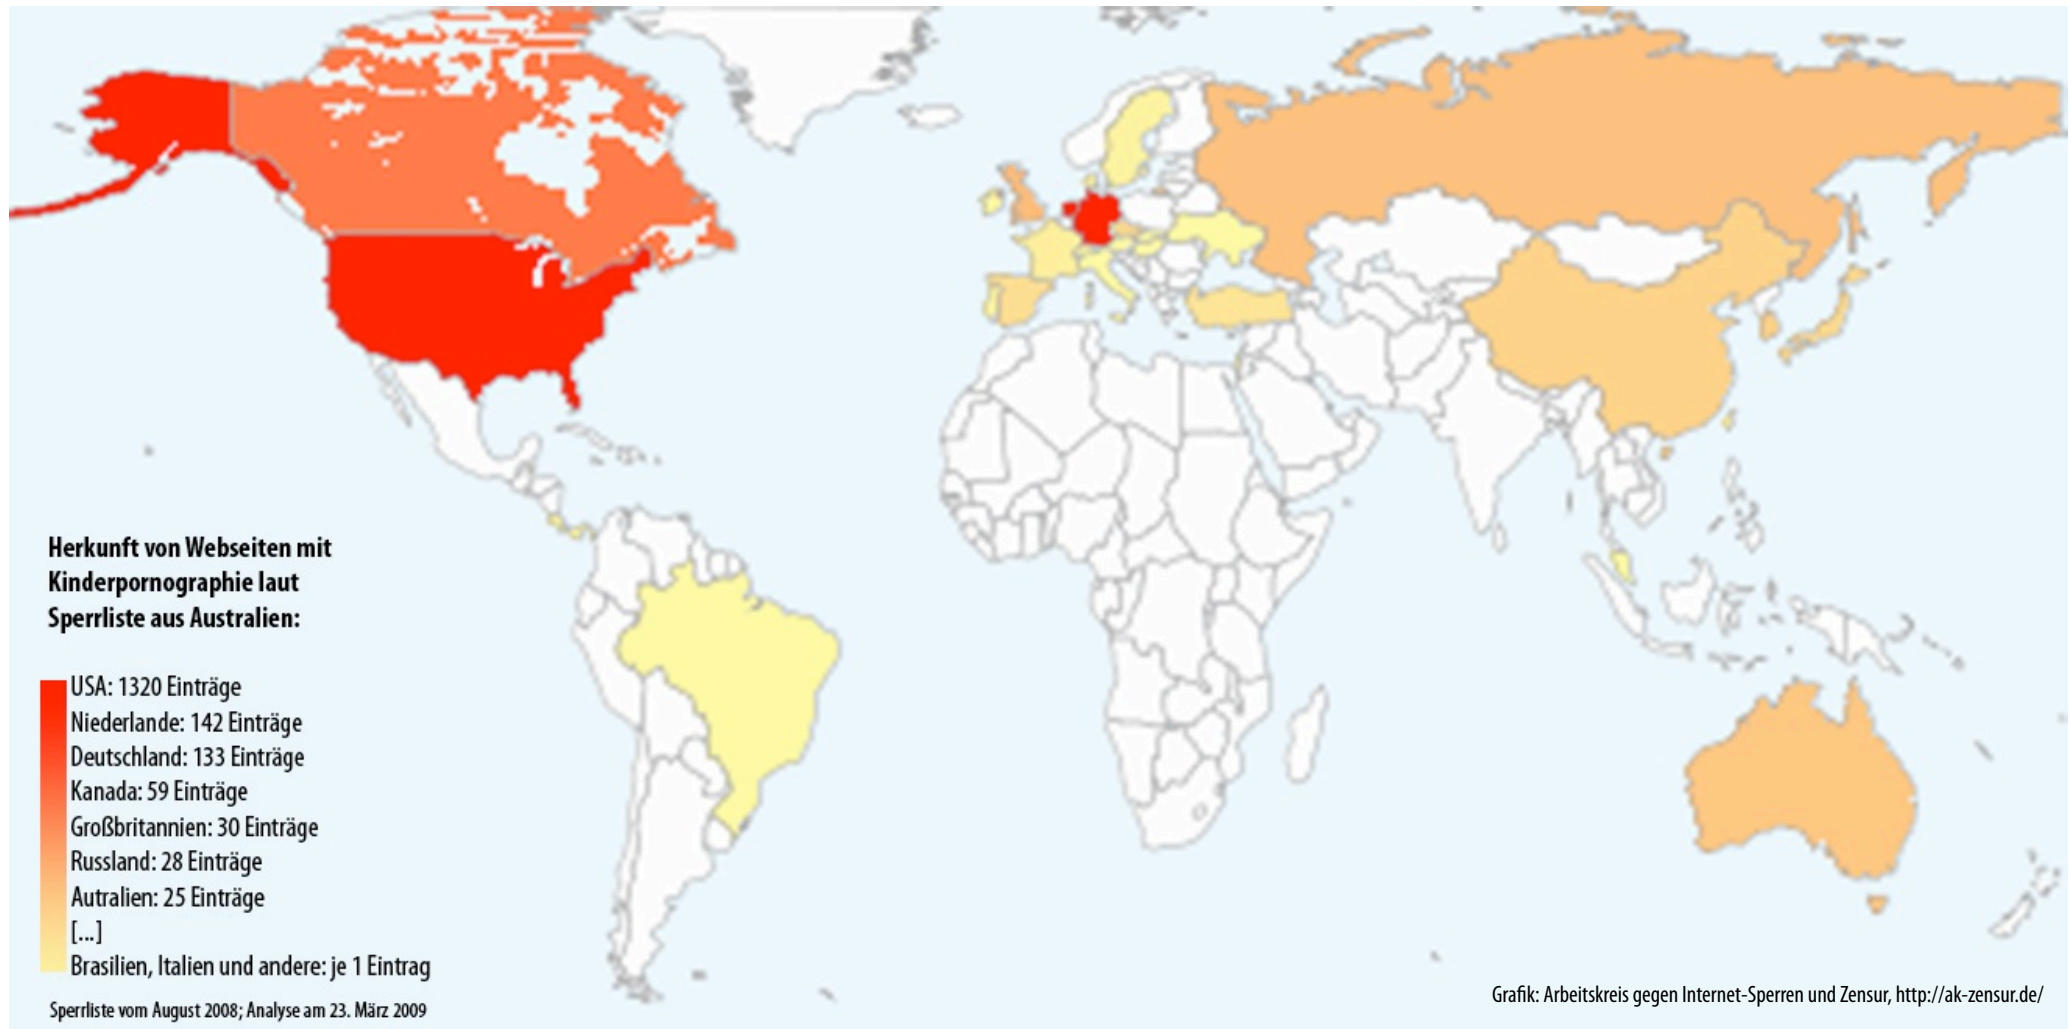 Herkunft von Webseiten mit
Kinderpornographie laut
Sperrliste aus Australien:
USA: 1320 Einträge
Niederlande: 142 Einträge
Deutschland: 133 Einträge
Kanada: 59 Einträge
Großbritannien: 30 Einträge
Russland: 28 Einträge
Autralien: 25 Einträge
[...]
Brasilien, Italien und andere: je 1 Eintrag
Sperrliste vom August 2008; Analyse am 23. März 2009
Grafik: Arbeitskreis gegen Internet-Sperren und Zensur, http://ak-zensur.de/